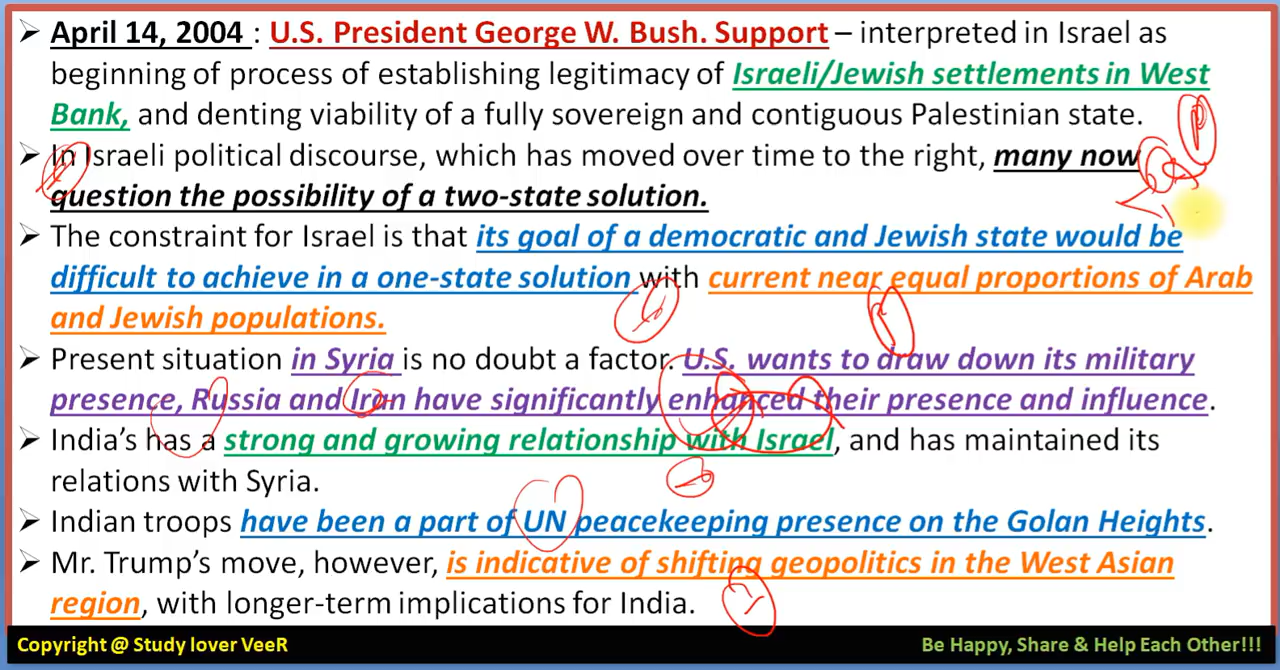 ➢ April 14, 2004 : U.S. President George W. Bush. Support – interpreted in Israel as
beginning of process of establishing legitimacy of Israeli/Jewish settlements in West
Bank, and denting viability of a fully sovereign and contiguous Palestinian state.
➢ In Israeli political discourse, which has moved over time to the right, many now
question the possibility of a two-state solution.
➢ The constraint for Israel is that its goal of a democratic and Jewish state would be
difficult to achieve in a one-state solution with current near equal proportions of Arab
and Jewish populations.
➢ Present situation in Syria is no doubt a factor. U.S. wants to draw down its military
presence, Russia and Iran have significantly enhanced their presence and influence.
➢ India's has a strong and growing relationship with Israel, and has maintained its
relations with Syria.
➢ Indian troops have been a part of UN peacekeeping presence on the Golan Heights.
➢ Mr. Trump's move, however, is indicative of shifting geopolitics in the West Asian
region, with longer-term implications for India.
Copyright @ Study lover VeeR Be Happy, Share & Help Each Other!!!